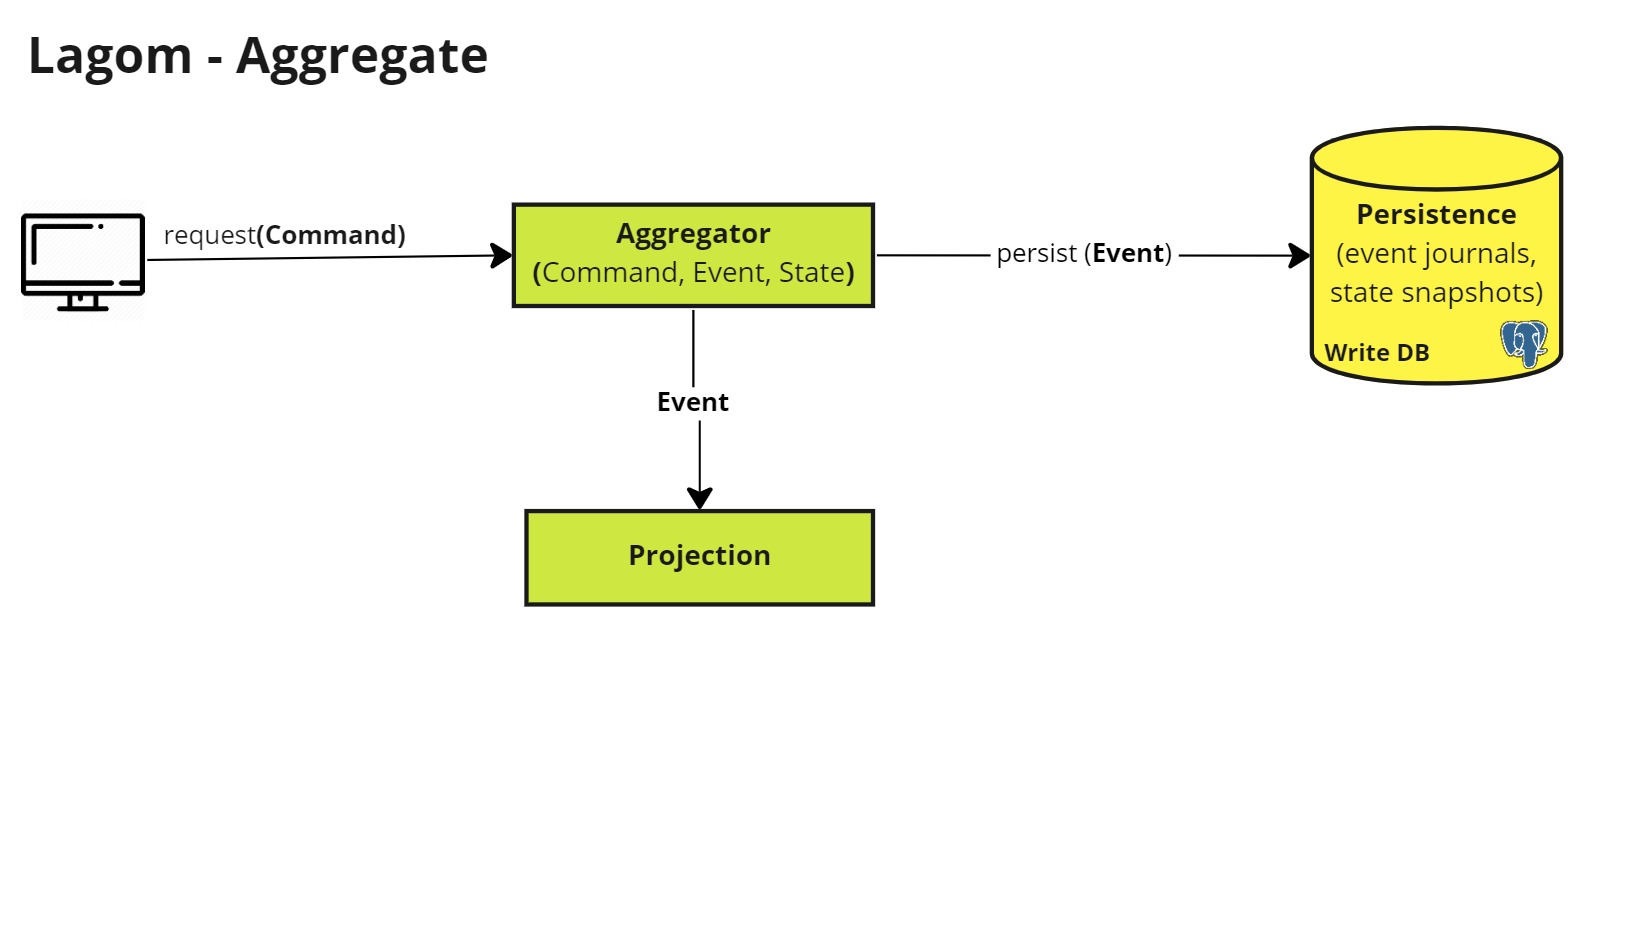 Lagom - Aggregate
request(Command)
Aggregator
(Command, Event, State)
persist (Event)
Persistence
(event journals,
state snapshots)
Write DB
Event
Projection